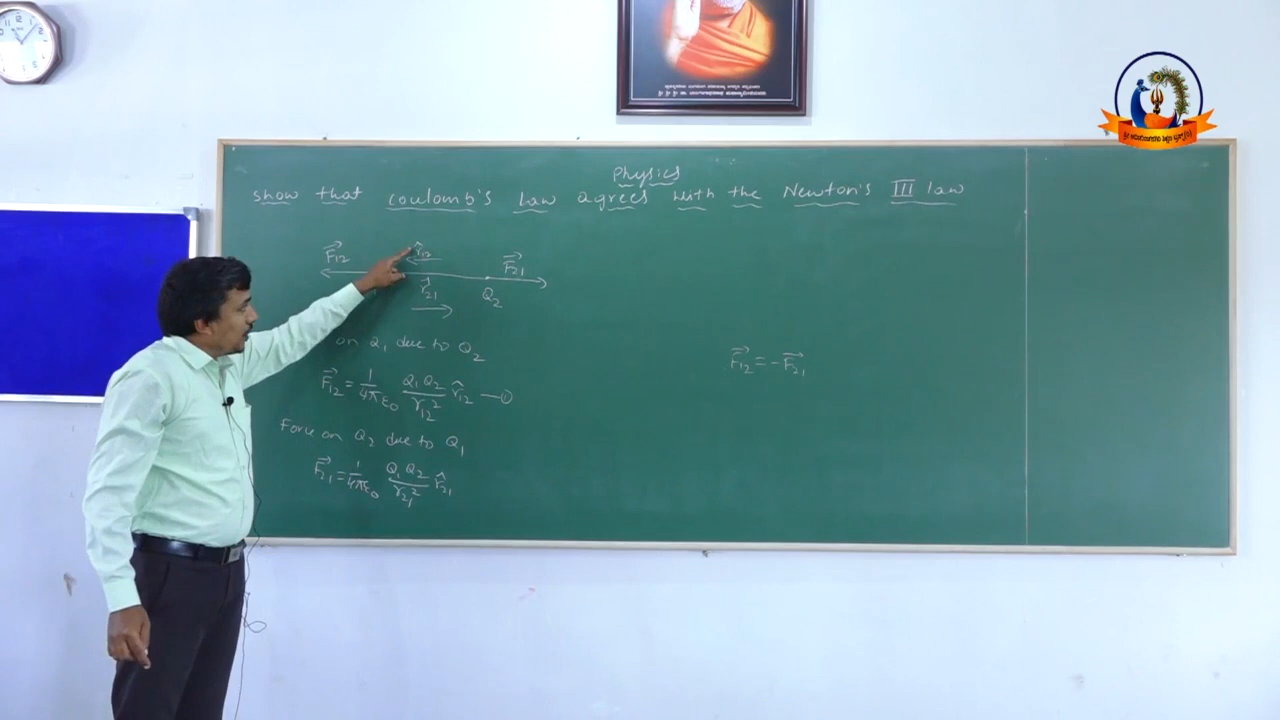 Physics
show that coulomb's Law agrees with the Newton's III law
F⃗₁₂ r̂₁₂ F⃗₂₁
r⃗₂₁ Q₂
on Q₁ due to Q₂
F⃗₁₂ = 1/4πε₀ Q₁Q₂/r₁₂² r̂₁₂ —①
F⃗₁₂ = −F⃗₂₁
Force on Q₂ due to Q₁
F⃗₂₁ = 1/4πε₀ Q₁Q₂/r₂₁² r̂₂₁